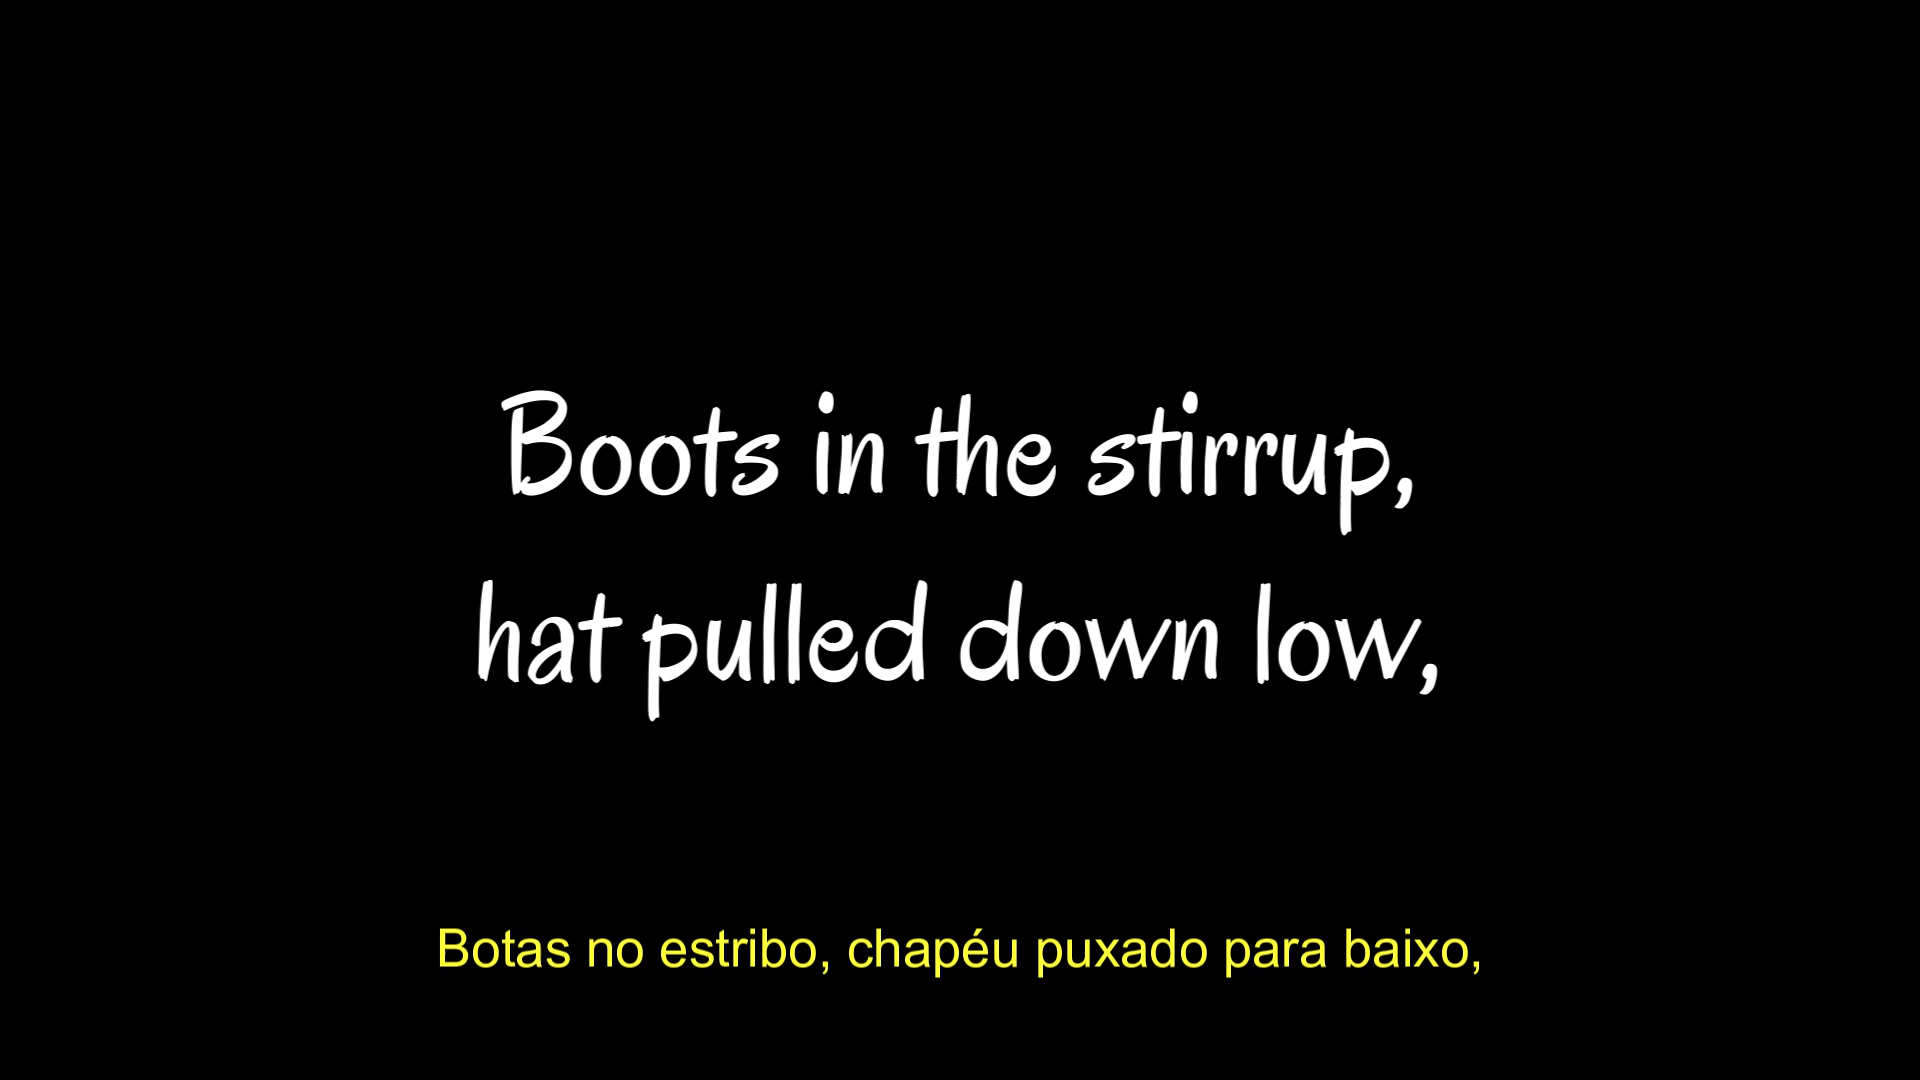 Boots in the stirrup,
hat pulled down low,
Botas no estribo, chapéu puxado para baixo,